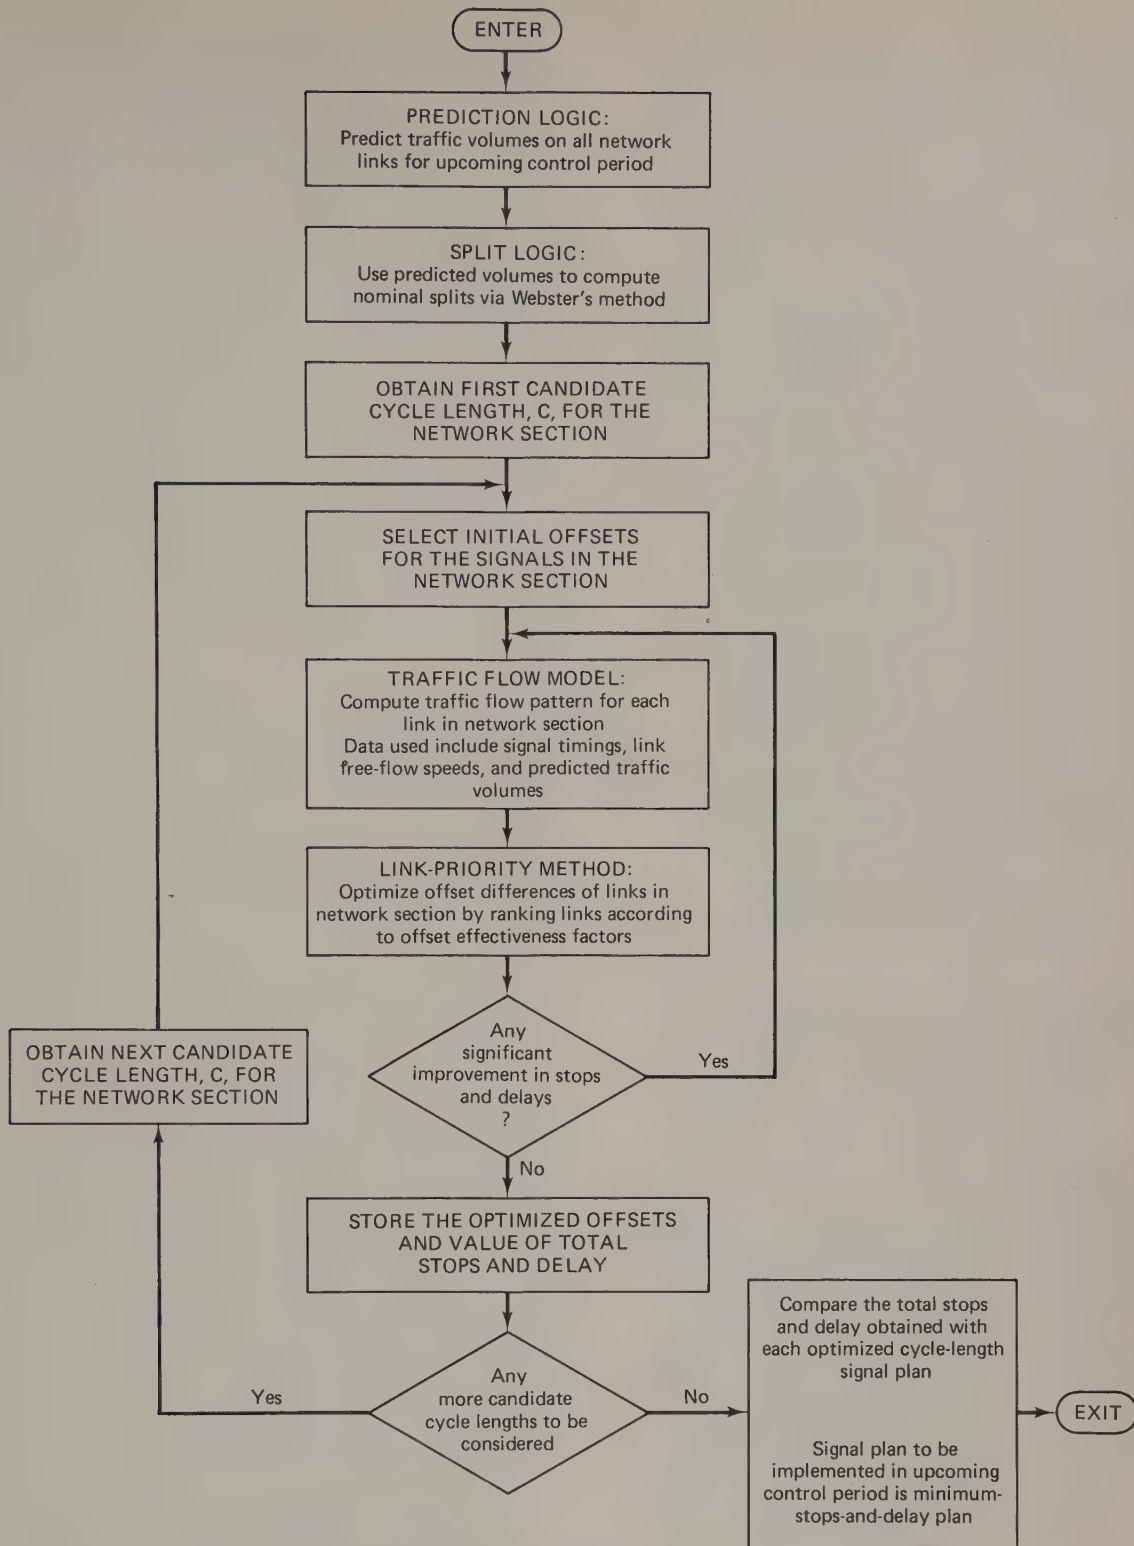 ENTER
PREDICTION LOGIC:
Predict traffic volumes on all network
links for upcoming control period
SPLIT LOGIC:
Use predicted volumes to compute
nominal splits via Webster's method
OBTAIN FIRST CANDIDATE
CYCLE LENGTH, C, FOR THE
NETWORK SECTION
SELECT INITIAL OFFSETS
FOR THE SIGNALS IN THE
NETWORK SECTION
TRAFFIC FLOW MODEL:
Compute traffic flow pattern for each
link in network section
Data used include signal timings, link
free-flow speeds, and predicted traffic
volumes
LINK-PRIORITY METHOD:
Optimize offset differences of links in
network section by ranking links according
to offset effectiveness factors
Any
significant
improvement in stops
and delays
?
Yes
OBTAIN NEXT CANDIDATE
CYCLE LENGTH, C, FOR
THE NETWORK SECTION
No
STORE THE OPTIMIZED OFFSETS
AND VALUE OF TOTAL
STOPS AND DELAY
Any
more candidate
cycle lengths to be
considered
Yes
No
Compare the total stops
and delay obtained with
each optimized cycle-length
signal plan
Signal plan to be
implemented in upcoming
control period is minimum-
stops-and-delay plan
EXIT